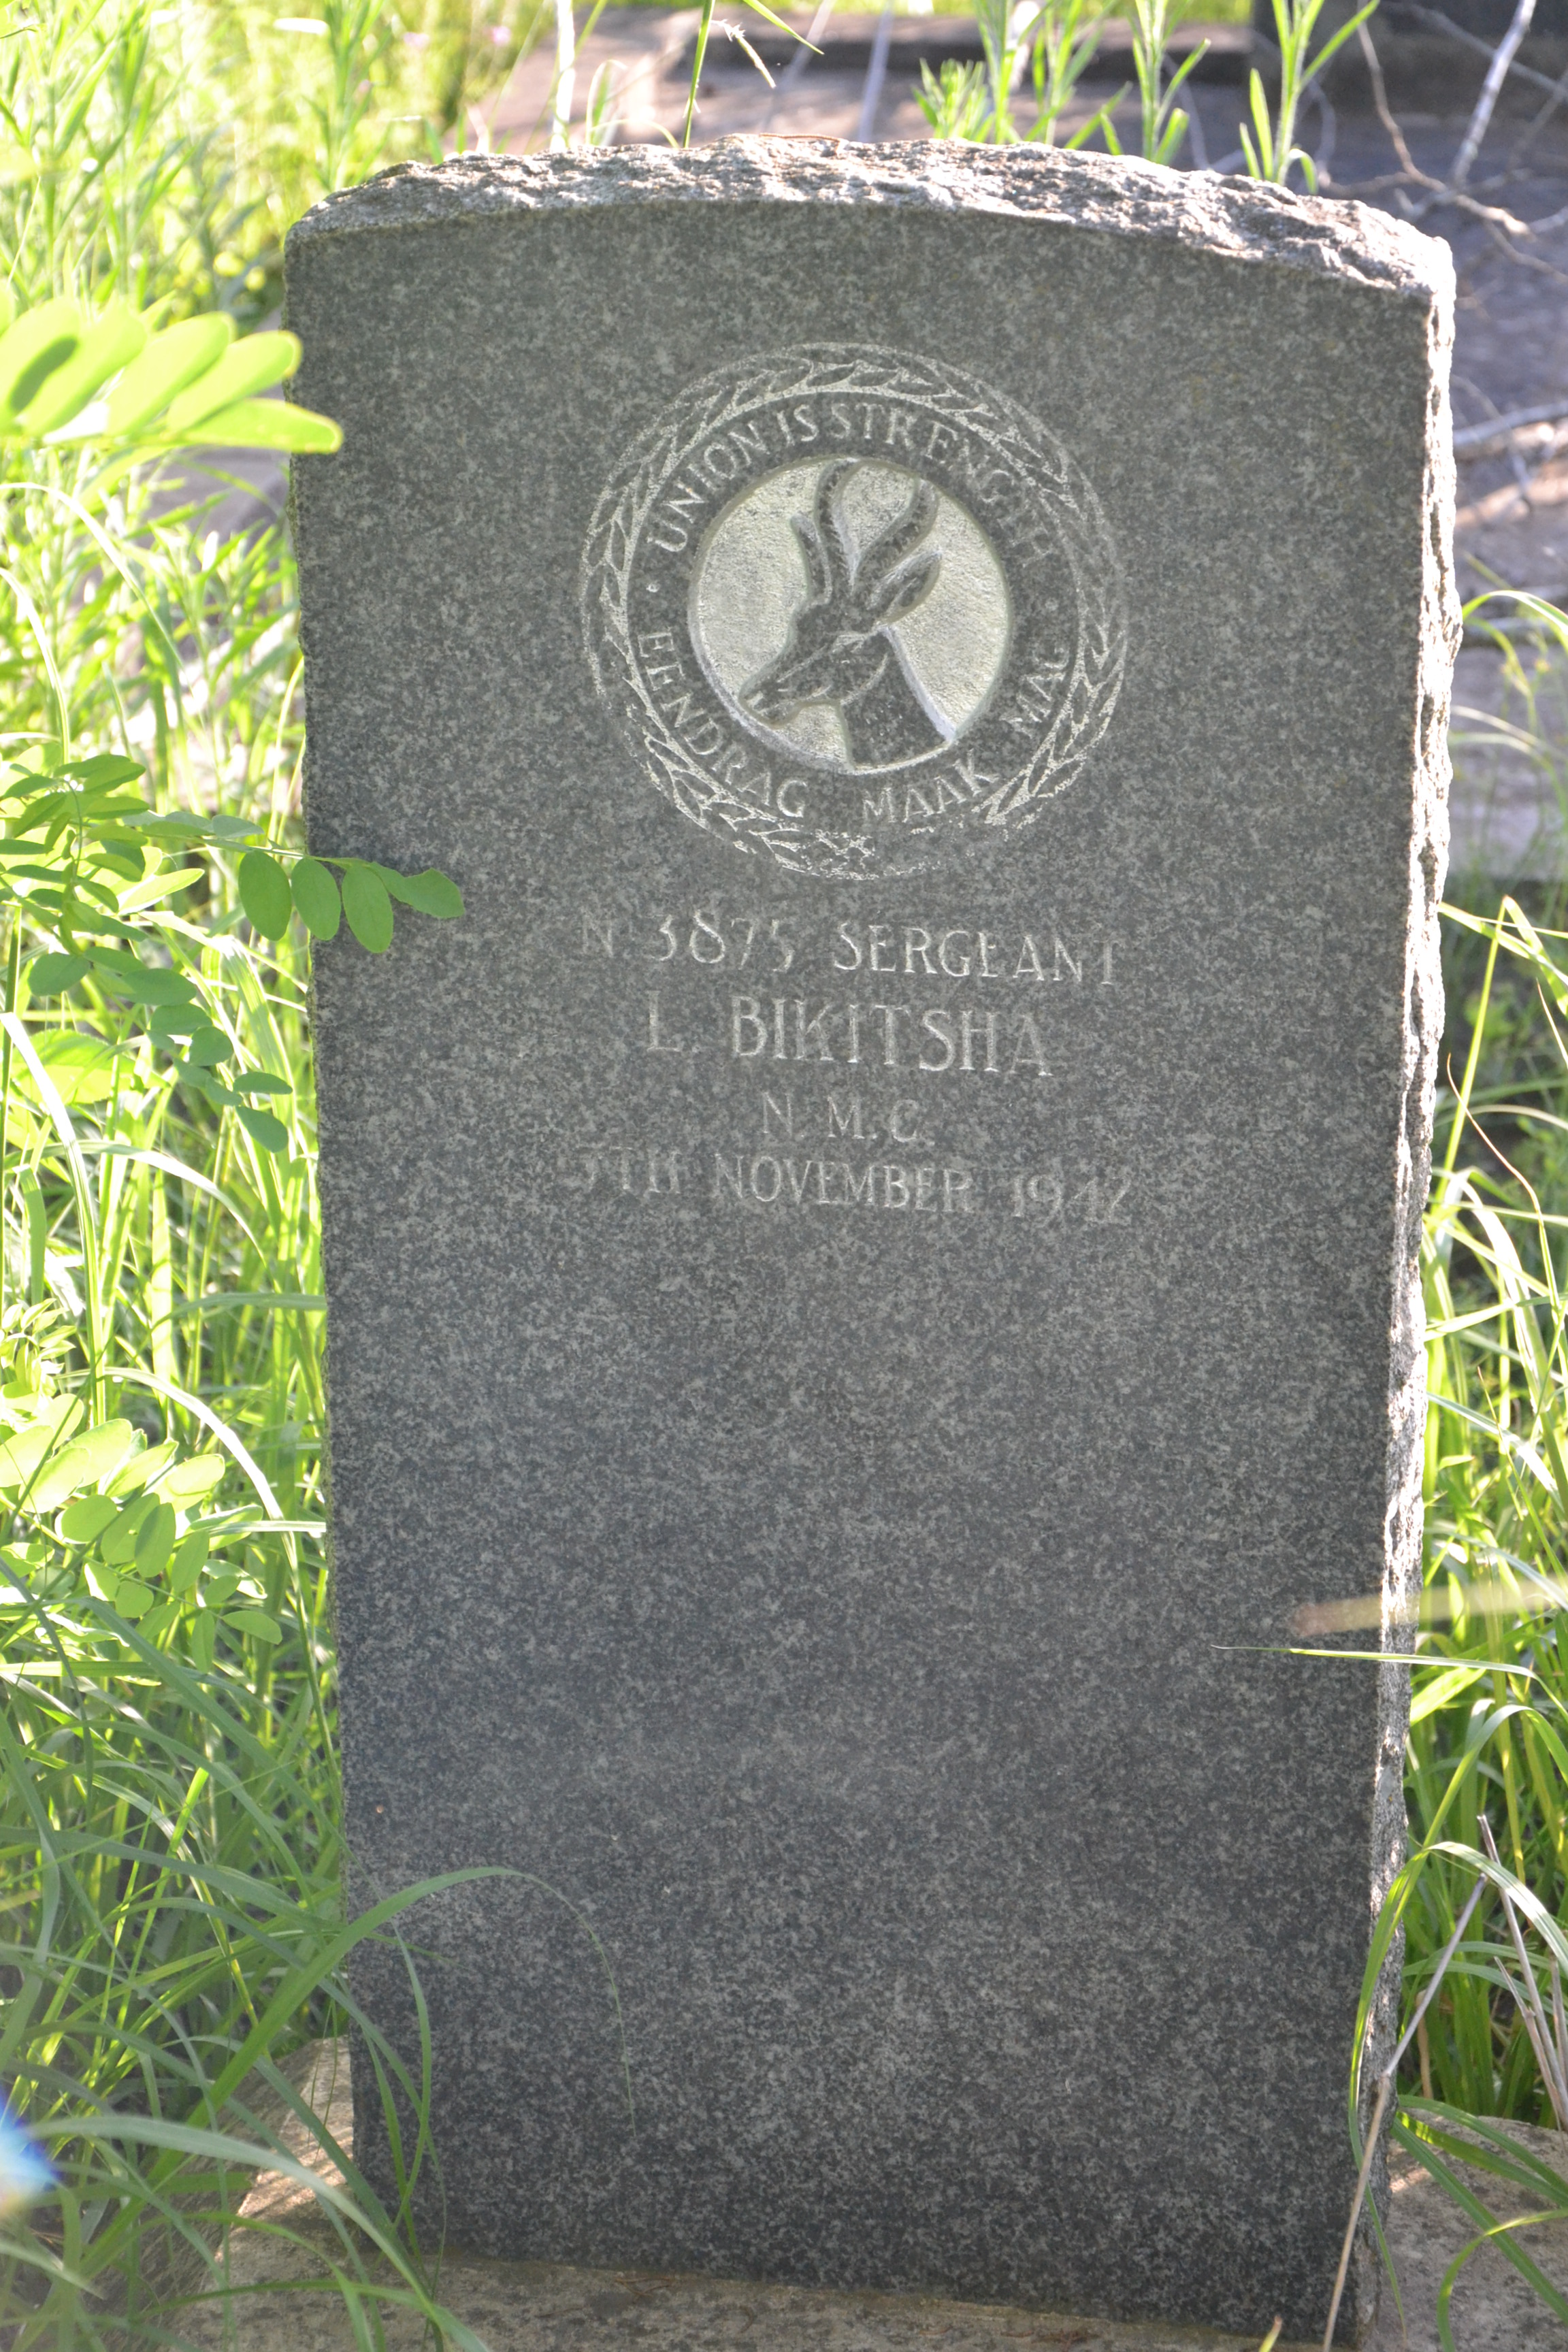 UNION IS STRENGTH
EENDRAG MAAK MAG
N 3875 SERGEANT
L. BIKITSHA
N. M. C.
NOVEMBER 1942